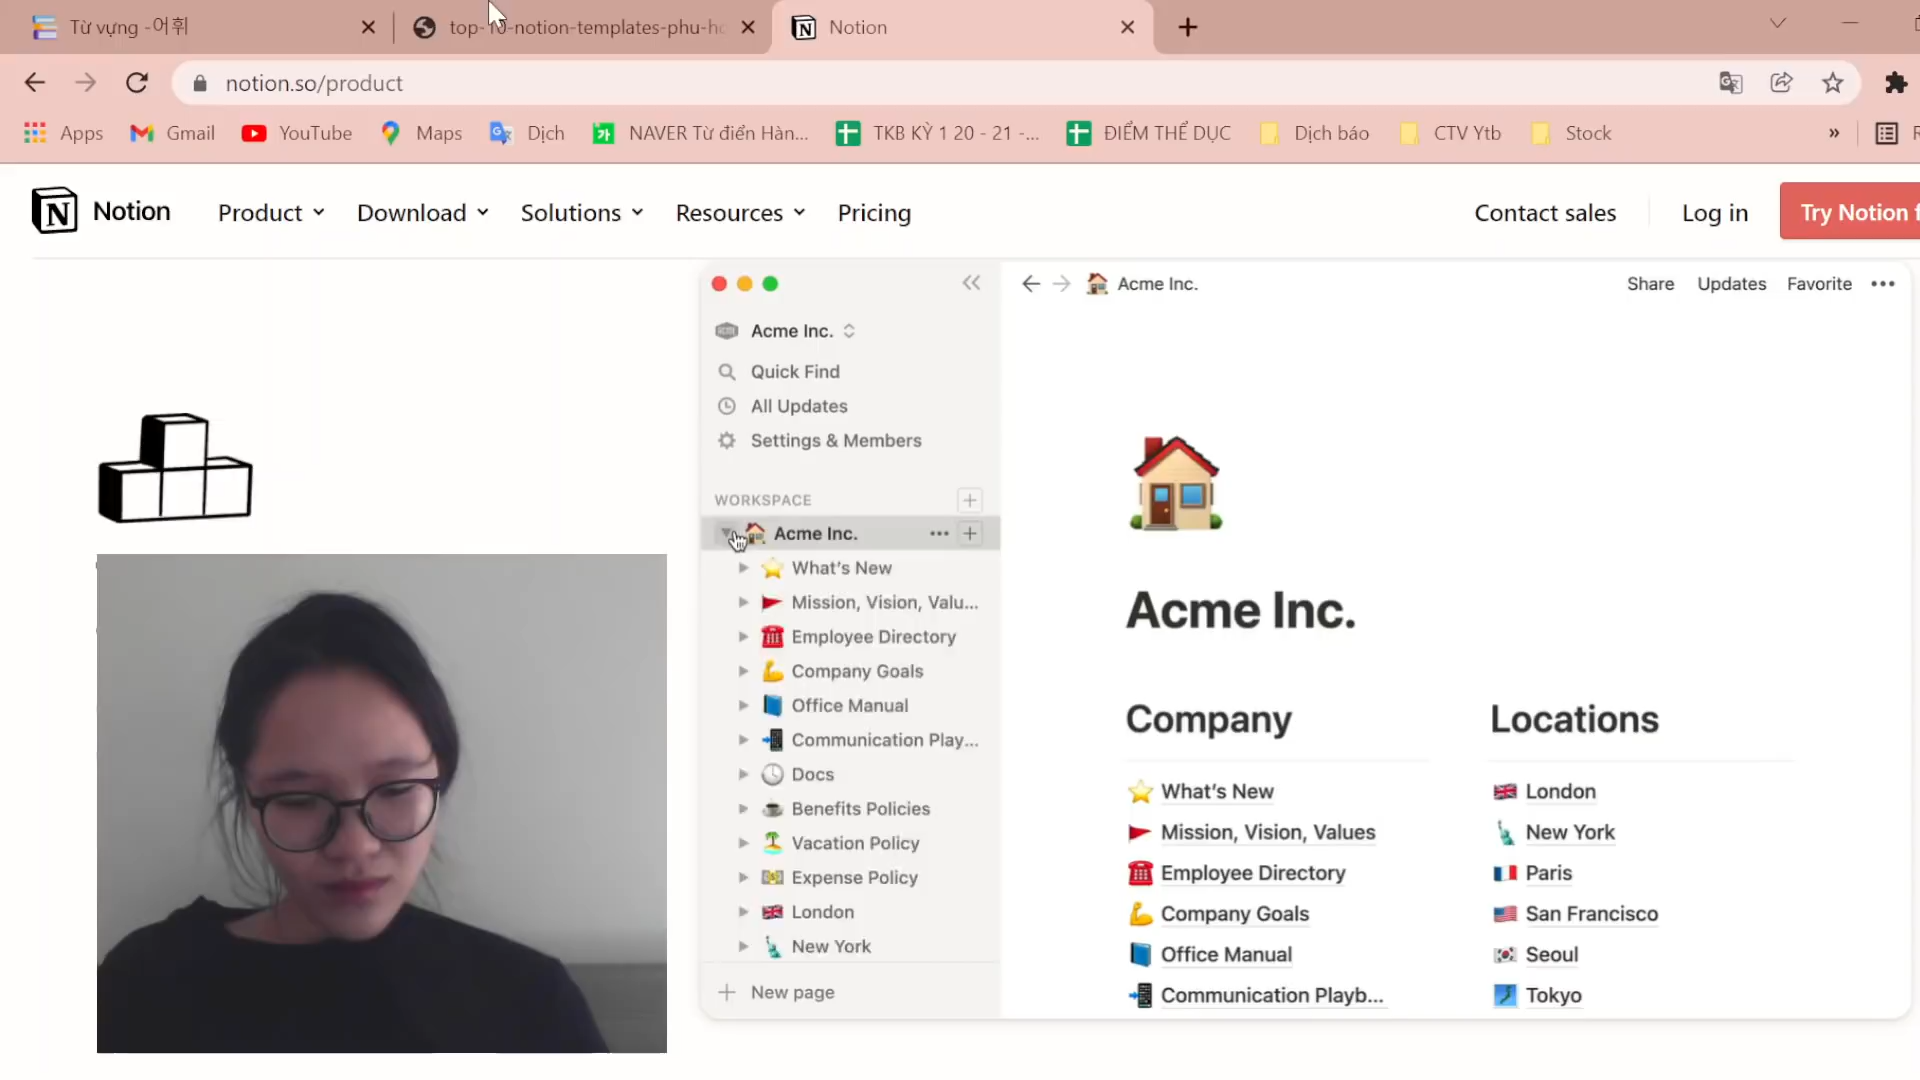 Từ vựng -어휘
top-10-notion-templates-phu-ho
Notion
notion.so/product
Apps
Gmail
YouTube
Maps
Dịch
NAVER Từ điển Hàn...
TKB KỲ 1 20 - 21 -...
ĐIỂM THỂ DỤC
Dịch báo
CTV Ytb
Stock
»
Notion
Product
Download
Solutions
Resources
Pricing
Contact sales
Log in
Try Notion f
Acme Inc.
Quick Find
All Updates
Settings & Members
WORKSPACE
Acme Inc.
What's New
Mission, Vision, Valu...
Employee Directory
Company Goals
Office Manual
Communication Play...
Docs
Benefits Policies
Vacation Policy
Expense Policy
London
New York
New page
Acme Inc.
Share
Updates
Favorite
Acme Inc.
Company
What's New
Mission, Vision, Values
Employee Directory
Company Goals
Office Manual
Communication Playb...
Locations
London
New York
Paris
San Francisco
Seoul
Tokyo